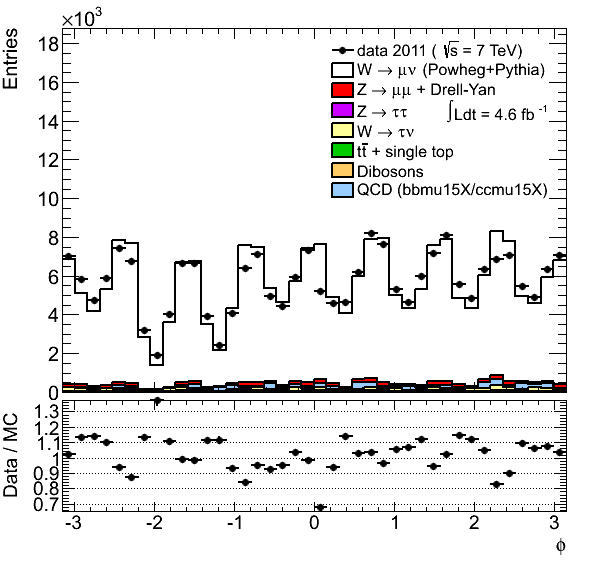 ×10³
Entries
18
16
14
12
10
8
6
4
2
0
data 2011 ( √s = 7 TeV)
W → μν (Powheg+Pythia)
Z → μμ + Drell-Yan
Z → ττ
∫Ldt = 4.6 fb⁻¹
W → τν
tt̅ + single top
Dibosons
QCD (bbmu15X/ccmu15X)
Data / MC
1.3
1.2
1.1
1
0.9
0.8
0.7
-3 -2 -1 0 1 2 3
ϕ